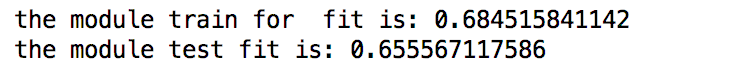 the module train for  fit is: 0.684515841142
the module test fit is: 0.655567117586